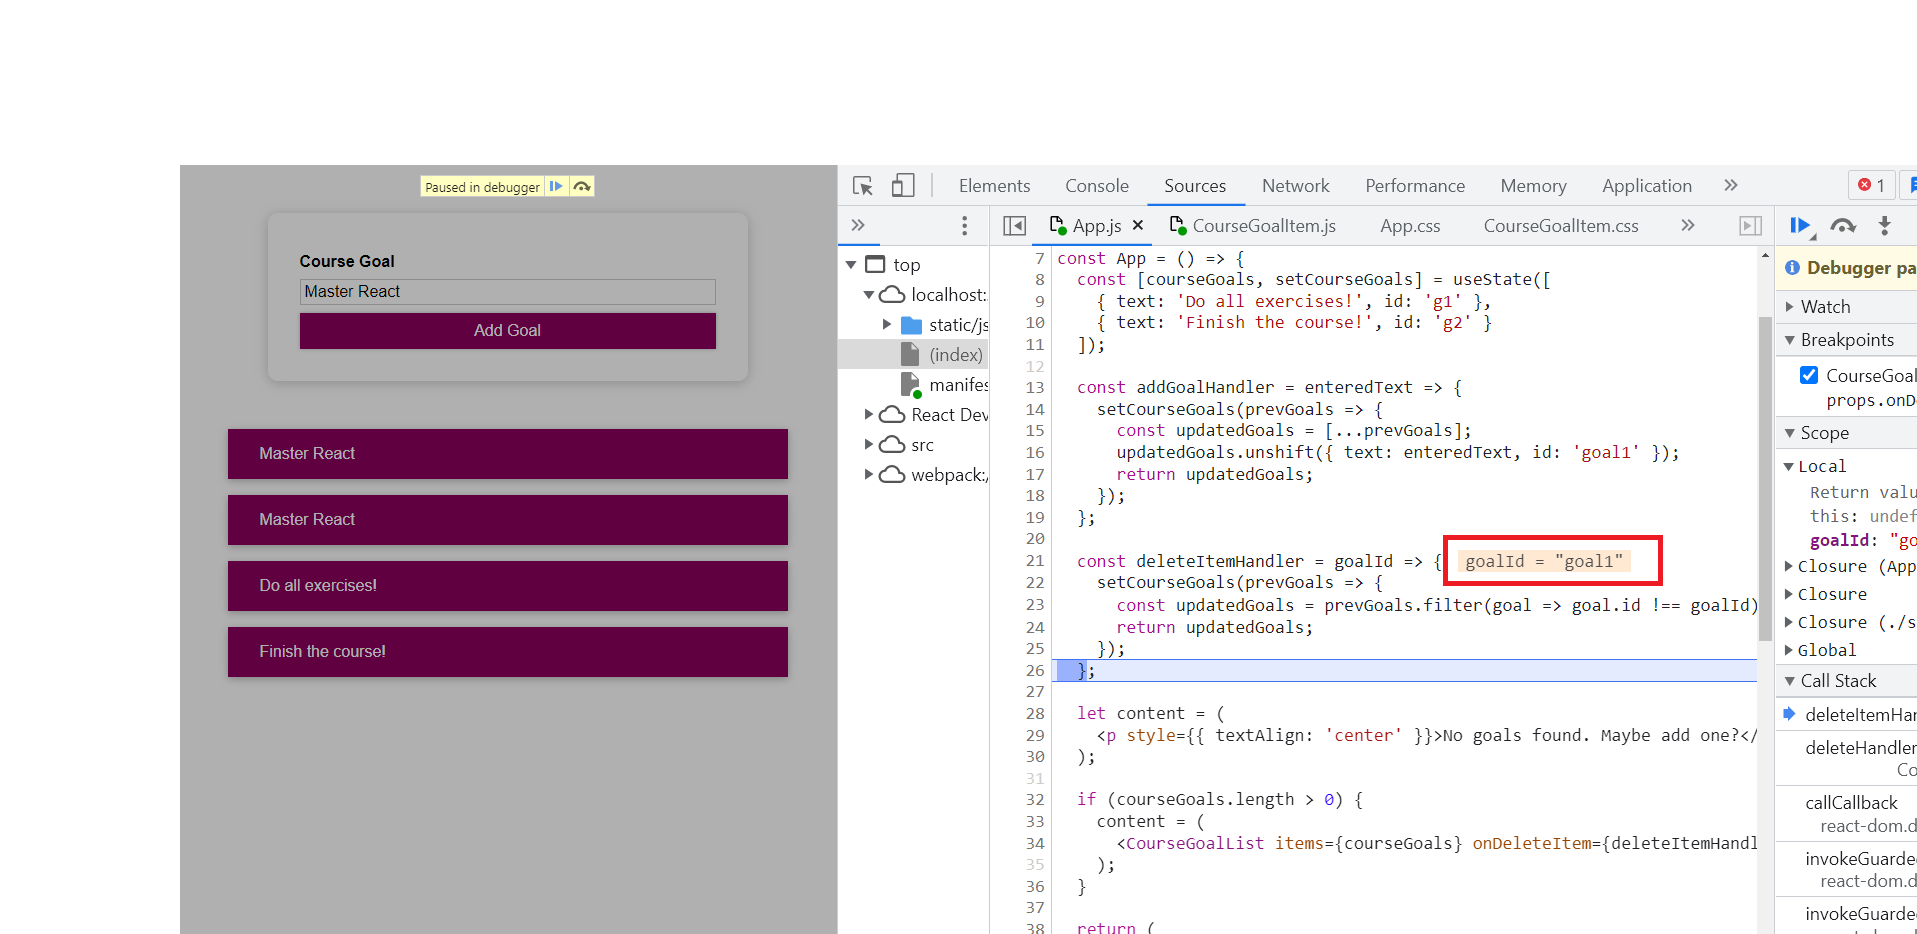 Paused in debugger
Course Goal
Master React
Add Goal
Master React
Master React
Do all exercises!
Finish the course!
Elements Console Sources Network Performance Memory Application » 1
» App.js × CourseGoalItem.js App.css CourseGoalItem.css »
top
localhost:
static/js
(index)
manifes
React Dev
src
webpack:/
7 const App = () => {
8 const [courseGoals, setCourseGoals] = useState([
9 { text: 'Do all exercises!', id: 'g1' },
10 { text: 'Finish the course!', id: 'g2' }
11 ]);
12
13 const addGoalHandler = enteredText => {
14 setCourseGoals(prevGoals => {
15 const updatedGoals = [...prevGoals];
16 updatedGoals.unshift({ text: enteredText, id: 'goal1' });
17 return updatedGoals;
18 });
19 };
20
21 const deleteItemHandler = goalId => { goalId = "goal1"
22 setCourseGoals(prevGoals => {
23 const updatedGoals = prevGoals.filter(goal => goal.id !== goalId)
24 return updatedGoals;
25 });
26 };
27
28 let content = (
29 <p style={{ textAlign: 'center' }}>No goals found. Maybe add one?</
30 );
31
32 if (courseGoals.length > 0) {
33 content = (
34 <CourseGoalList items={courseGoals} onDeleteItem={deleteItemHandl
35 );
36 }
37
38 return (
Debugger pa
Watch
Breakpoints
CourseGoal
props.onD
Scope
Local
Return valu
this: undef
goalId: "go
Closure (App
Closure
Closure (./s
Global
Call Stack
deleteItemHar
deleteHandler
Co
callCallback
react-dom.d
invokeGuarde
react-dom.d
invokeGuarde